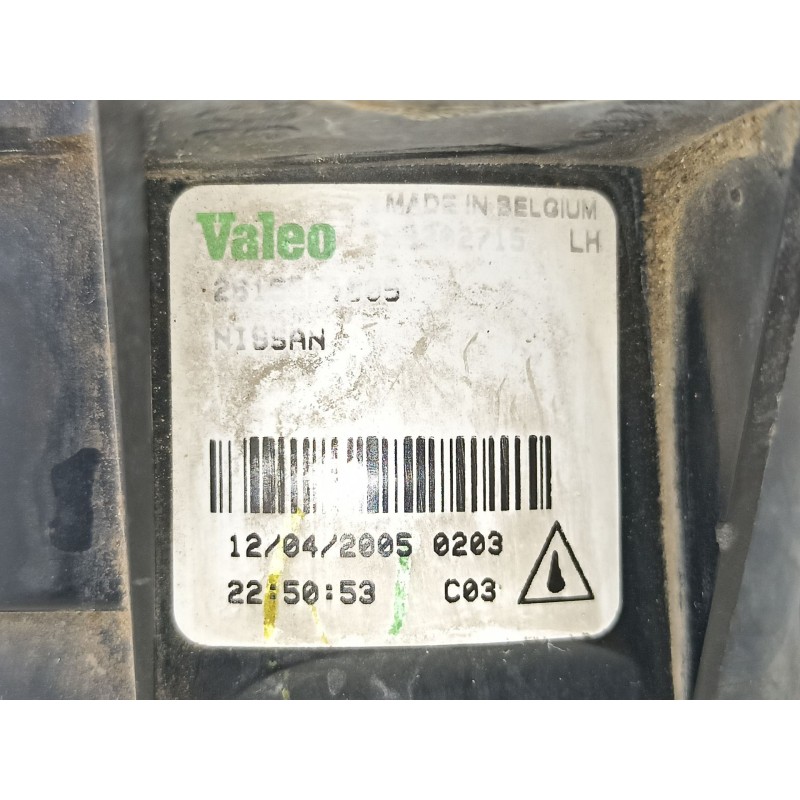 MADE IN BELGIUM
Valeo LH
NISSAN
12/04/2005 0203
22:50:53 C03